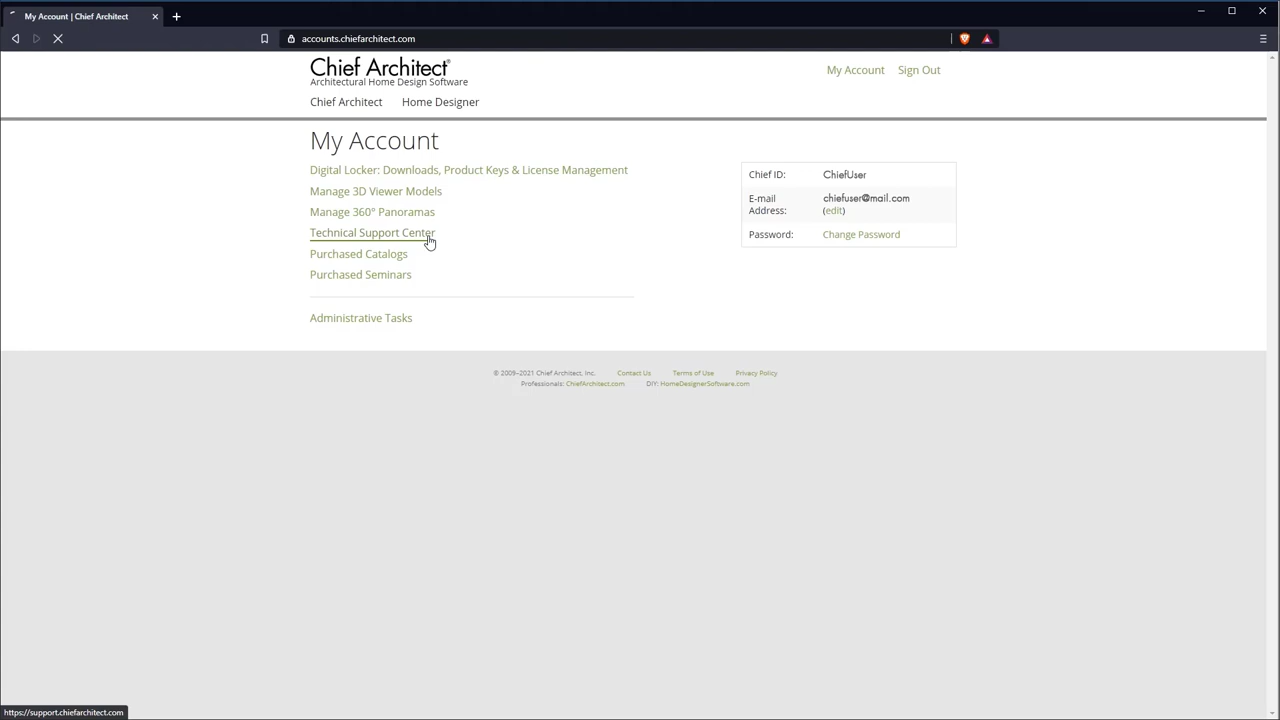 My Account | Chief Architect
accounts.chiefarchitect.com
Chief Architect®
Architectural Home Design Software
My Account Sign Out
Chief Architect Home Designer
My Account
Digital Locker: Downloads, Product Keys & License Management
Manage 3D Viewer Models
Manage 360° Panoramas
Technical Support Center
Purchased Catalogs
Purchased Seminars
Administrative Tasks
Chief ID: ChiefUser
E-mail Address: chiefuser@mail.com
(edit)
Password: Change Password
© 2009–2021 Chief Architect, Inc. Contact Us Terms of Use Privacy Policy
Professionals: ChiefArchitect.com DIY: HomeDesignerSoftware.com
https://support.chiefarchitect.com